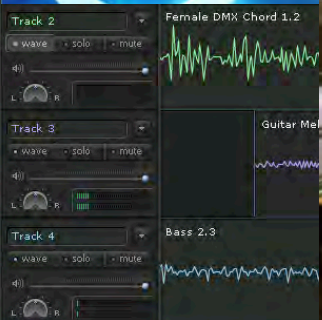 Track 2
Female DMX Chord 1.2
wave solo mute
L R
Track 3
Guitar Mel
wave solo mute
L R
Track 4
Bass 2.3
wave solo mute
L R